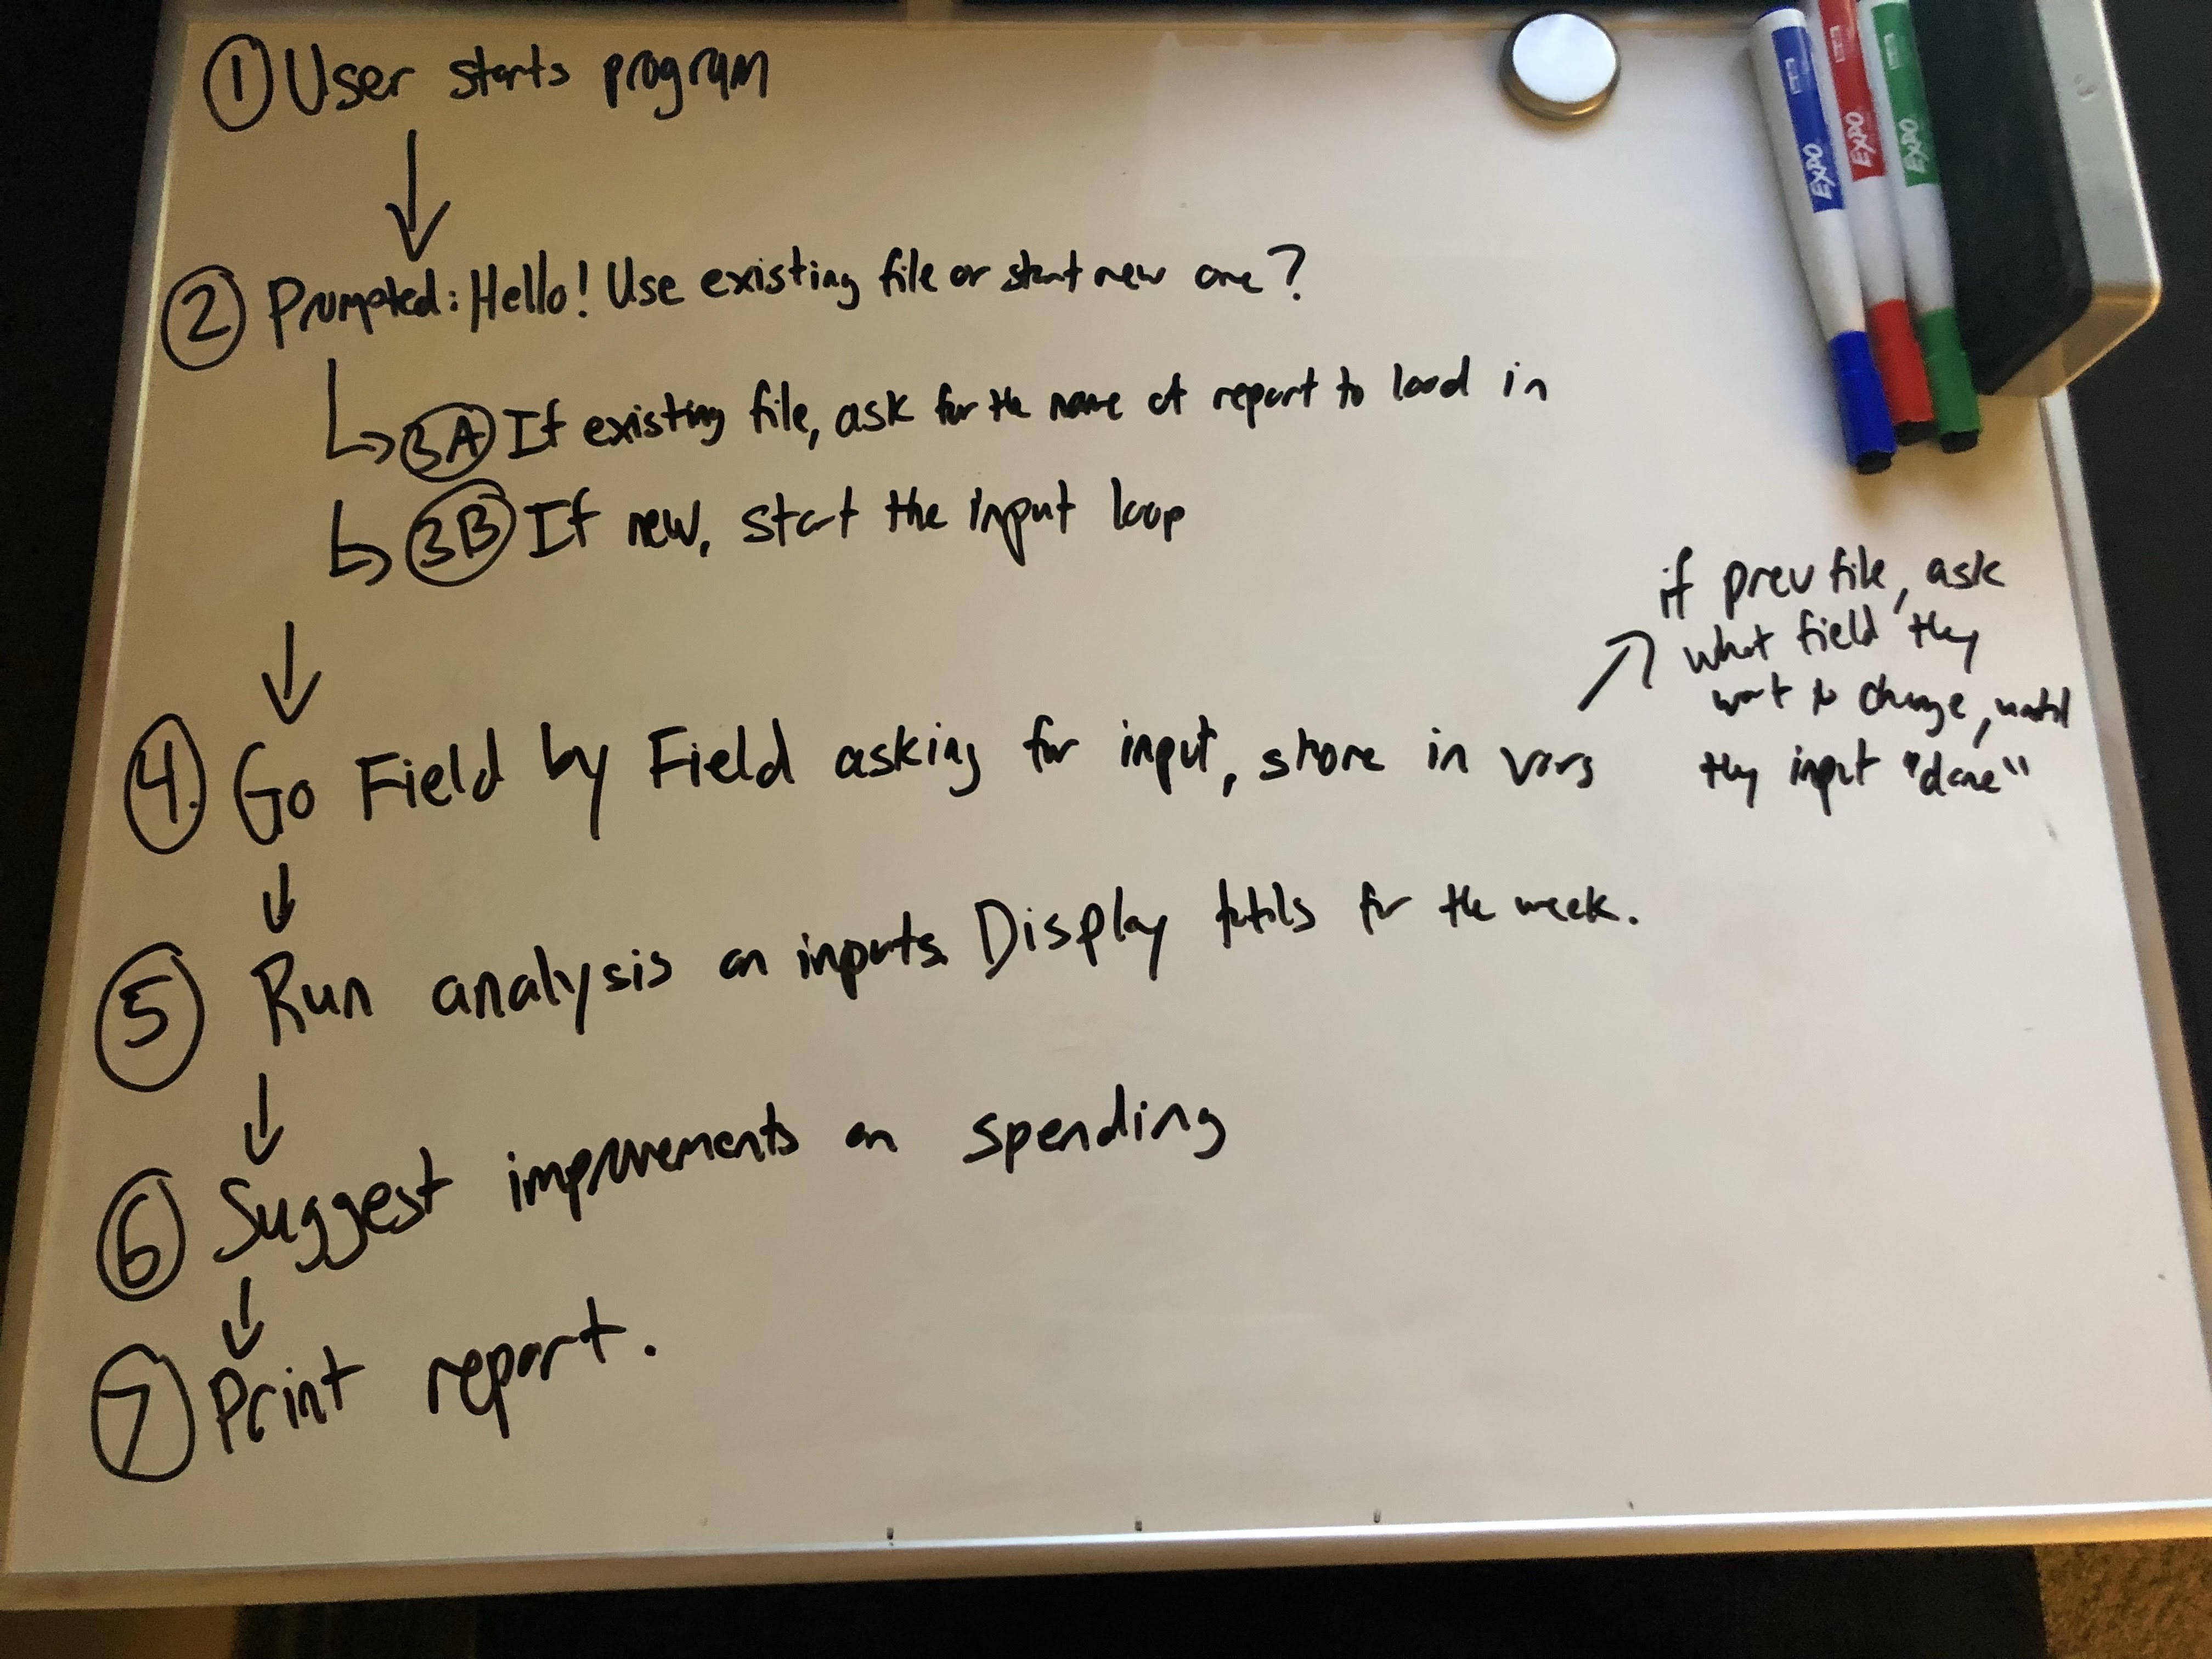 ① User starts program
② Prompted: Hello! Use existing file or start new one?
3A If existing file, ask for the name of report to load in
3B If new, start the input loop
④. Go Field by Field asking for input, store in vars
if prev file, ask
what field they
want to change, until
they input "done"
⑤ Run analysis on inputs. Display totals for the week.
⑥ Suggest improvements on spending
⑦ Print report.
EXPO
EXPO
EXPO